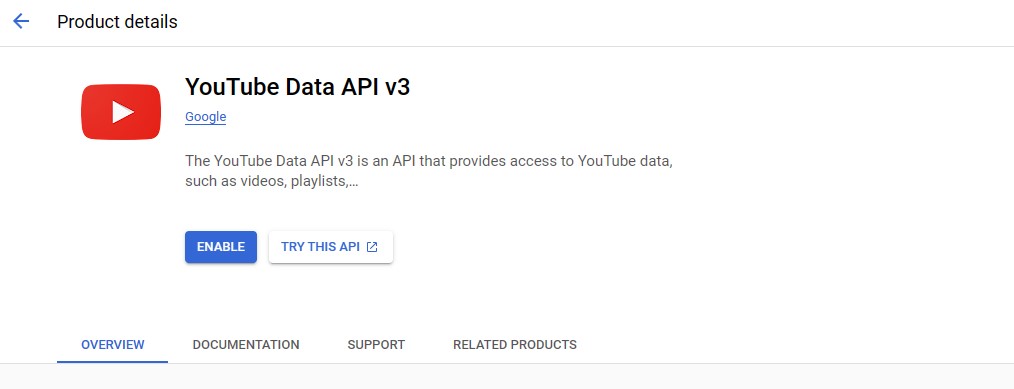 Product details
YouTube Data API v3
Google
The YouTube Data API v3 is an API that provides access to YouTube data,
such as videos, playlists,...
ENABLE
TRY THIS API
OVERVIEW
DOCUMENTATION
SUPPORT
RELATED PRODUCTS